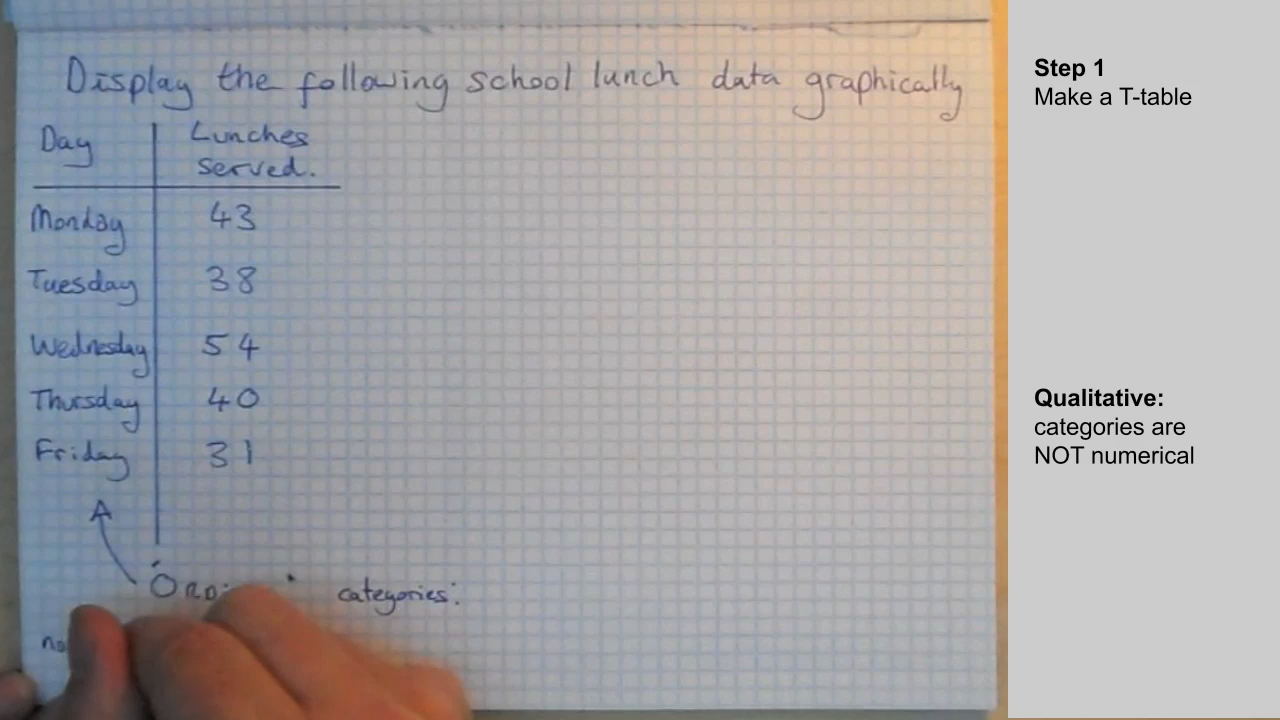 Display the following school lunch data graphically
Day Lunches served.
Monday 43
Tuesday 38
Wednesday 54
Thursday 40
Friday 31
categories:
Step 1
Make a T-table
Qualitative:
categories are
NOT numerical